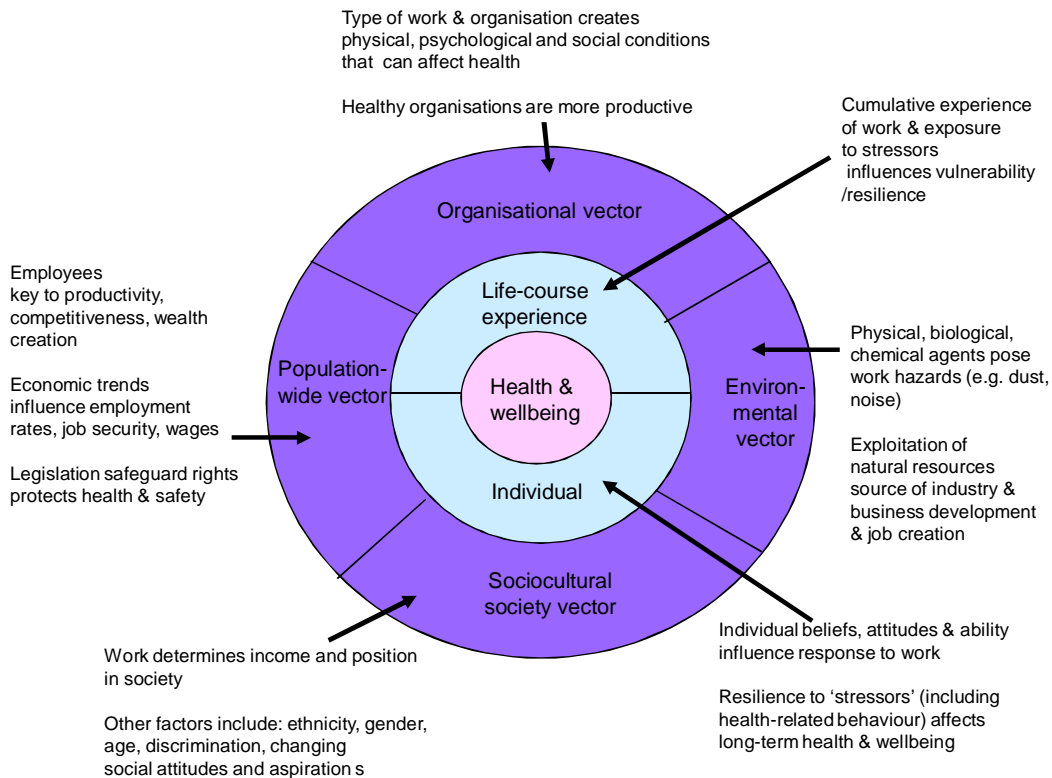 Type of work & organisation creates
physical, psychological and social conditions
that can affect health
Healthy organisations are more productive
Cumulative experience
of work & exposure
to stressors
influences vulnerability
/resilience
Organisational vector
Employees
key to productivity,
competitiveness, wealth
creation
Economic trends
influence employment
rates, job security, wages
Legislation safeguard rights
protects health & safety
Life-course
experience
Population-
wide vector
Health &
wellbeing
Environ-
mental
vector
Physical, biological,
chemical agents pose
work hazards (e.g. dust,
noise)
Exploitation of
natural resources
source of industry &
business development
& job creation
Individual
Sociocultural
society vector
Work determines income and position
in society
Other factors include: ethnicity, gender,
age, discrimination, changing
social attitudes and aspiration s
Individual beliefs, attitudes & ability
influence response to work
Resilience to ‘stressors’ (including
health-related behaviour) affects
long-term health & wellbeing